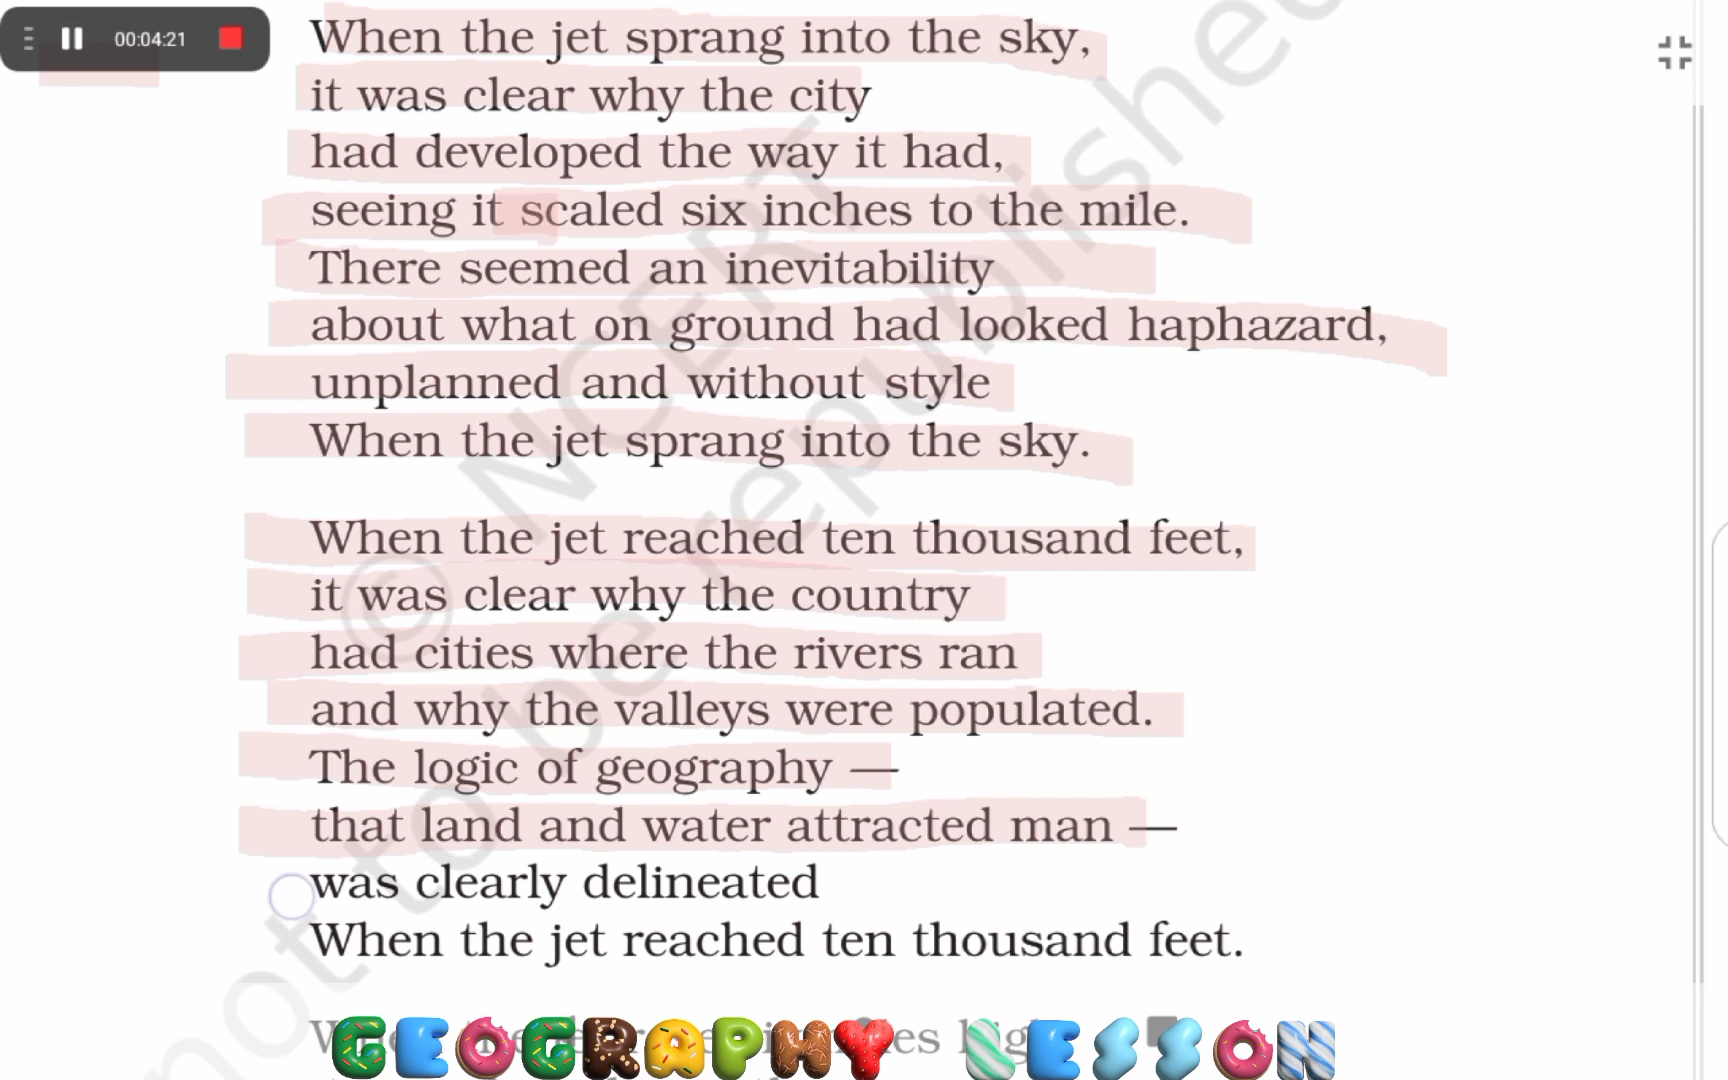 00:04:21
When the jet sprang into the sky,
it was clear why the city
had developed the way it had,
seeing it scaled six inches to the mile.
There seemed an inevitability
about what on ground had looked haphazard,
unplanned and without style
When the jet sprang into the sky.
When the jet reached ten thousand feet,
it was clear why the country
had cities where the rivers ran
and why the valleys were populated.
The logic of geography —
that land and water attracted man —
was clearly delineated
When the jet reached ten thousand feet.
GEOGRAPHY LESSON
© NCERT
not to be republished